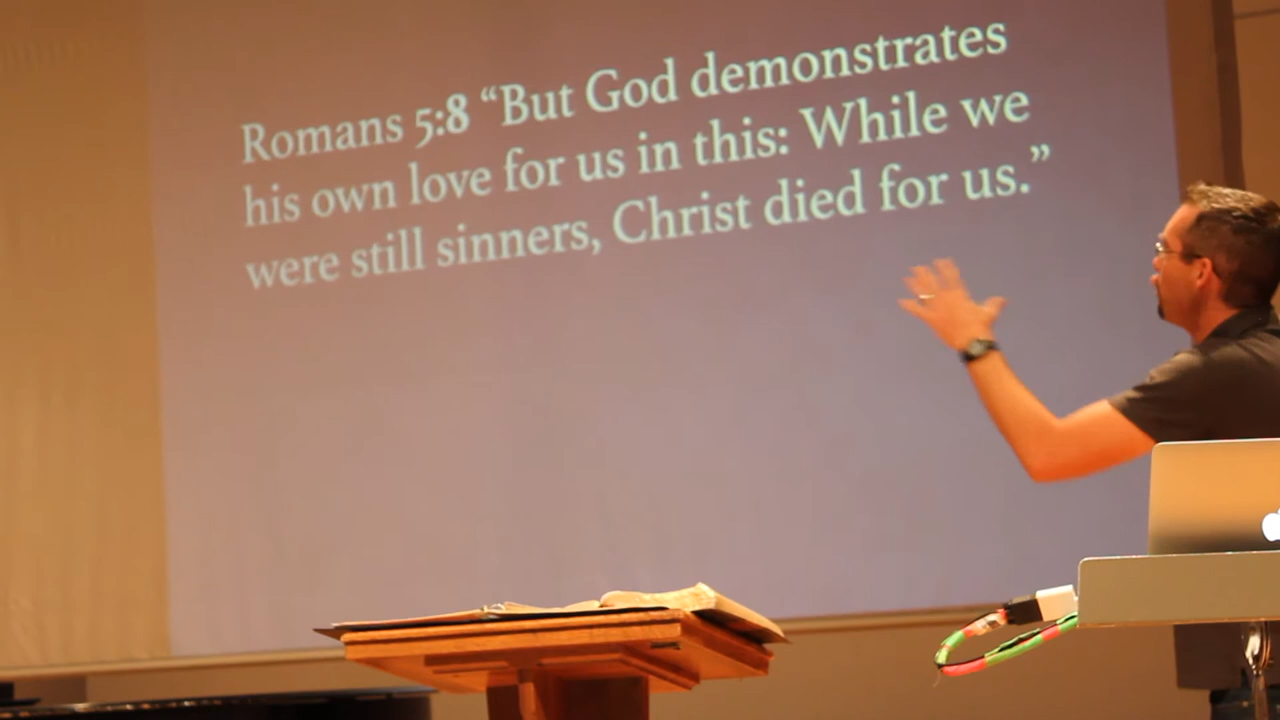 Romans 5:8 “But God demonstrates
his own love for us in this: While we
were still sinners, Christ died for us.”